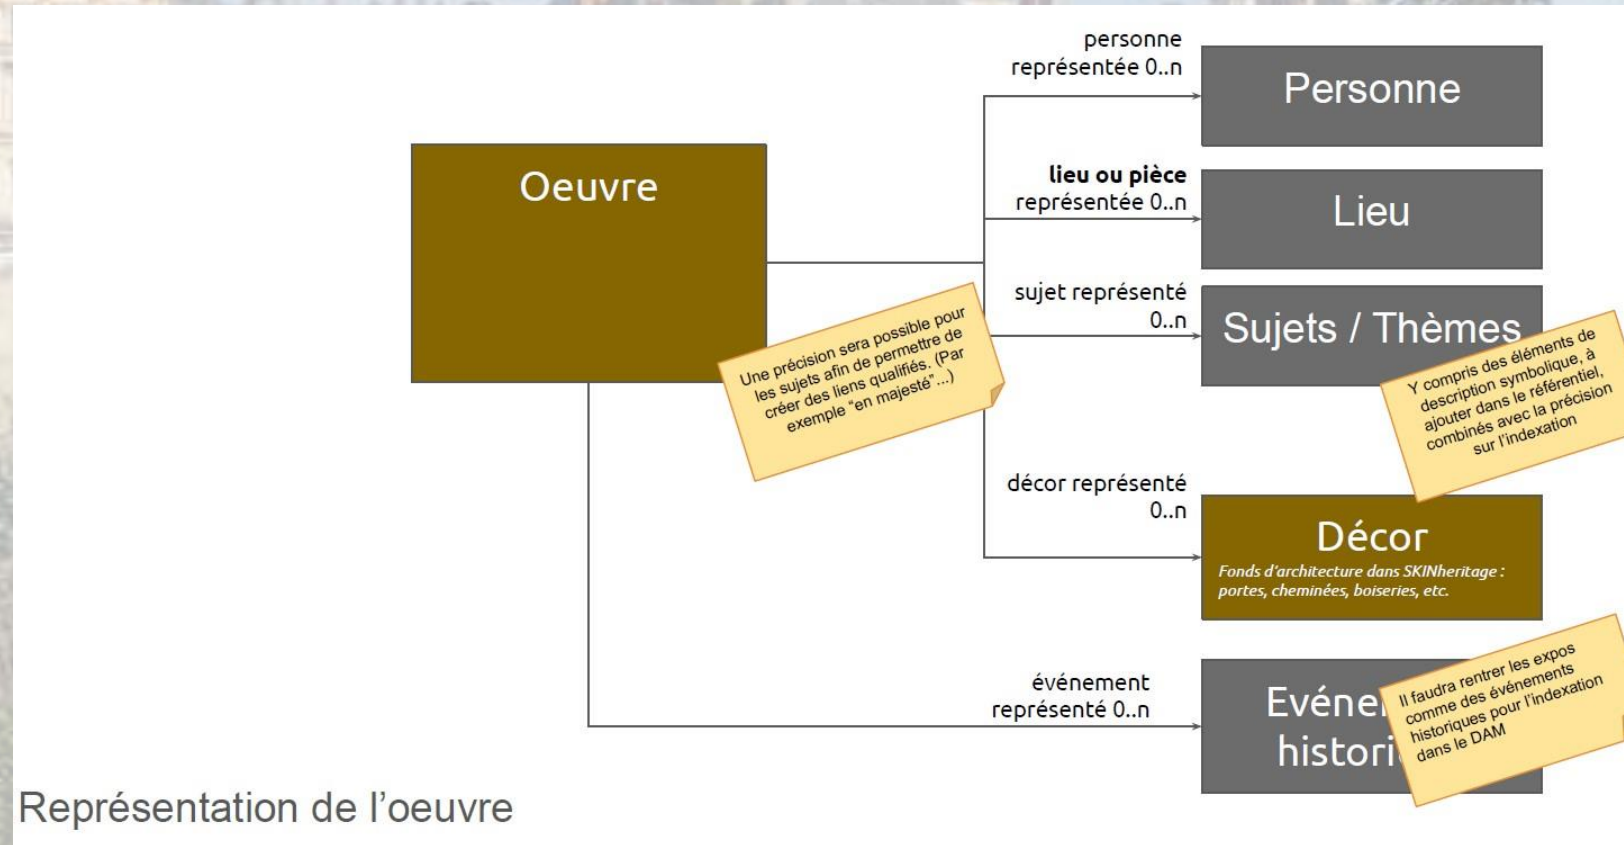 personne
représentée 0..n
Personne
Oeuvre
lieu ou pièce
représentée 0..n
Lieu
sujet représenté
0..n
Sujets / Thèmes
Une précision sera possible pour
les sujets afin de permettre de
créer des liens qualifiés. (Par
exemple “en majesté”...)
Y compris des éléments de
description symbolique, à
ajouter dans le référentiel,
combinés avec la précision
sur l’indexation
décor représenté
0..n
Décor
Fonds d'architecture dans SKINheritage :
portes, cheminées, boiseries, etc.
événement
représenté 0..n
Il faudra rentrer les expos
comme des événements
historiques pour l’indexation
dans le DAM
Représentation de l’oeuvre